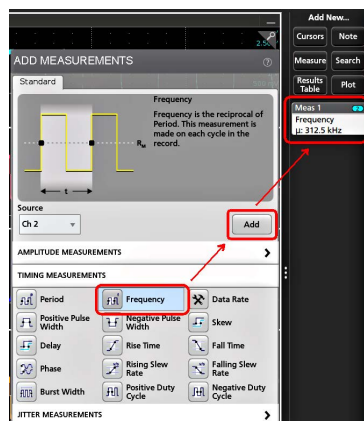 Add New...
Cursors
Note
Measure
Search
Results
Table
Plot
Meas 1
2
Frequency
µ: 312.5 kHz
ADD MEASUREMENTS
Standard
Frequency
Frequency is the reciprocal of
Period. This measurement is
made on each cycle in the
record.
t
Source
Ch 2
Add
AMPLITUDE MEASUREMENTS
TIMING MEASUREMENTS
Period
Frequency
Data Rate
Positive Pulse
Width
Negative Pulse
Width
Skew
Delay
Rise Time
Fall Time
Phase
Rising Slew
Rate
Falling Slew
Rate
Burst Width
Positive Duty
Cycle
Negative Duty
Cycle
JITTER MEASUREMENTS